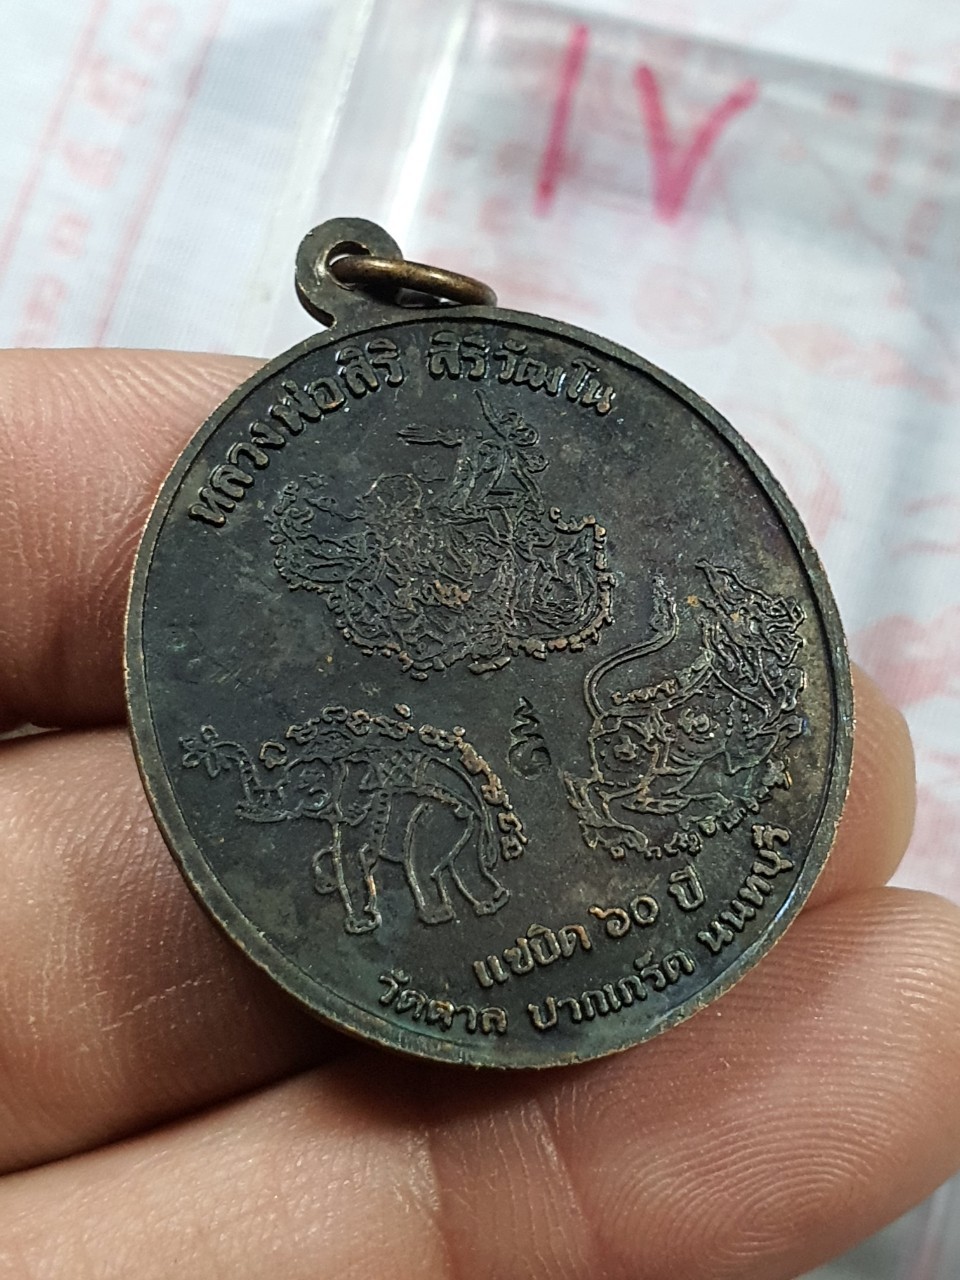 17
หลวงพ่อสิริ สิริวัฒโน
แซยิด ๖๐ ปี
วัดตาล ปากเกร็ด นนทบุรี